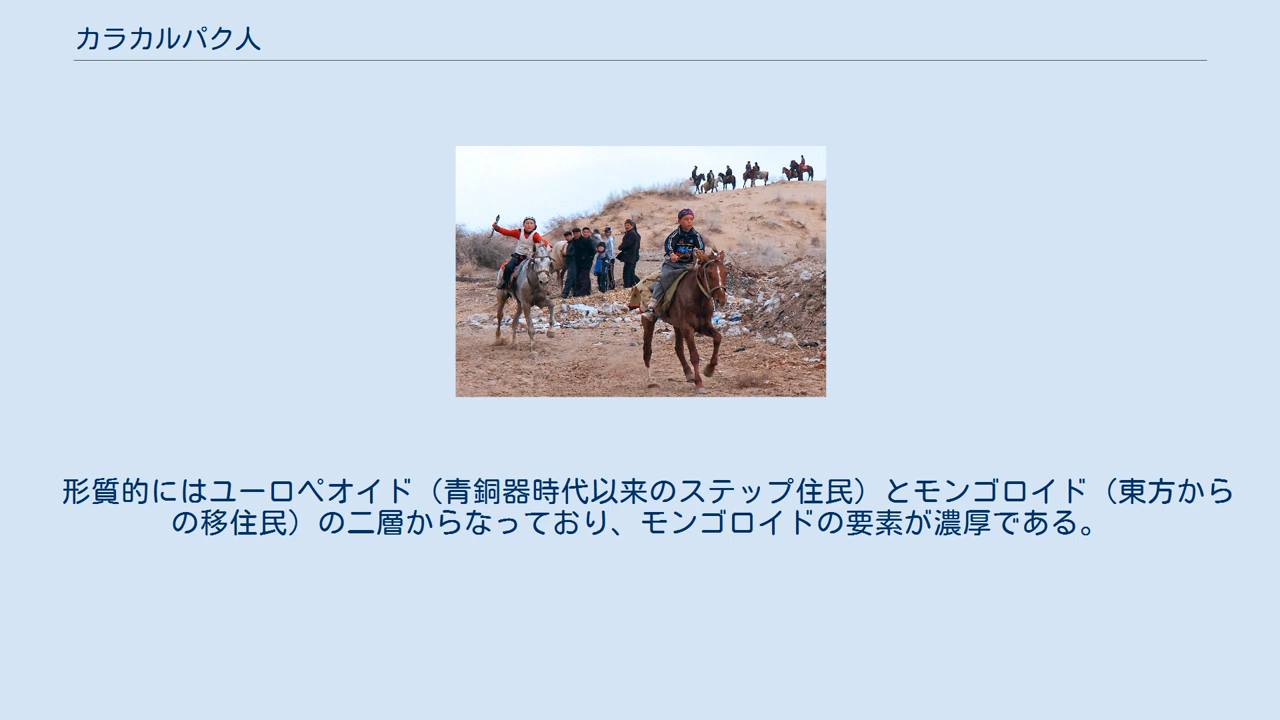 カラカルパク人
形質的にはユーロペオイド（青銅器時代以来のステップ住民）とモンゴロイド（東方から
の移住民）の二層からなっており、モンゴロイドの要素が濃厚である。